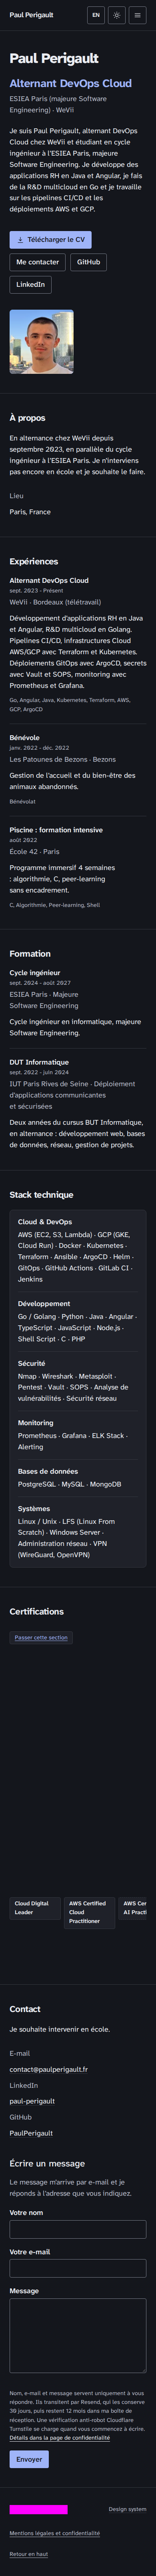 Paul Perigault
EN
Paul Perigault
Alternant DevOps Cloud
ESIEA Paris (majeure Software
Engineering) · WeVii
Je suis Paul Perigault, alternant DevOps
Cloud chez WeVii et étudiant en cycle
ingénieur à l'ESIEA Paris, majeure
Software Engineering. Je développe des
applications RH en Java et Angular, je fais
de la R&D multicloud en Go et je travaille
sur les pipelines CI/CD et les
déploiements AWS et GCP.
Télécharger le CV
Me contacter
GitHub
LinkedIn
À propos
En alternance chez WeVii depuis
septembre 2023, en parallèle du cycle
ingénieur à l'ESIEA Paris. Je n'interviens
pas encore en école et je souhaite le faire.
Lieu
Paris, France
Expériences
Alternant DevOps Cloud
sept. 2023 - Présent
WeVii · Bordeaux (télétravail)
Développement d'applications RH en Java
et Angular, R&D multicloud en Golang.
Pipelines CI/CD, infrastructures Cloud
AWS/GCP avec Terraform et Kubernetes.
Déploiements GitOps avec ArgoCD, secrets
avec Vault et SOPS, monitoring avec
Prometheus et Grafana.
Go, Angular, Java, Kubernetes, Terraform, AWS,
GCP, ArgoCD
Bénévole
janv. 2022 - déc. 2022
Les Patounes de Bezons · Bezons
Gestion de l'accueil et du bien-être des
animaux abandonnés.
Bénévolat
Piscine : formation intensive
août 2022
École 42 · Paris
Programme immersif 4 semaines
: algorithmie, C, peer-learning
sans encadrement.
C, Algorithmie, Peer-learning, Shell
Formation
Cycle ingénieur
sept. 2024 - août 2027
ESIEA Paris · Majeure
Software Engineering
Cycle ingénieur en informatique, majeure
Software Engineering.
DUT Informatique
sept. 2022 - juin 2024
IUT Paris Rives de Seine · Déploiement
d'applications communicantes
et sécurisées
Deux années du cursus BUT Informatique,
en alternance : développement web, bases
de données, réseau, gestion de projets.
Stack technique
Cloud & DevOps
AWS (EC2, S3, Lambda) · GCP (GKE,
Cloud Run) · Docker · Kubernetes ·
Terraform · Ansible · ArgoCD · Helm ·
GitOps · GitHub Actions · GitLab CI ·
Jenkins
Développement
Go / Golang · Python · Java · Angular ·
TypeScript · JavaScript · Node.js ·
Shell Script · C · PHP
Sécurité
Nmap · Wireshark · Metasploit ·
Pentest · Vault · SOPS · Analyse de
vulnérabilités · Sécurité réseau
Monitoring
Prometheus · Grafana · ELK Stack ·
Alerting
Bases de données
PostgreSQL · MySQL · MongoDB
Systèmes
Linux / Unix · LFS (Linux From
Scratch) · Windows Server ·
Administration réseau · VPN
(WireGuard, OpenVPN)
Certifications
Passer cette section
Cloud Digital
Leader
AWS Certified
Cloud
Practitioner
AWS Cer
AI Practi
Contact
Je souhaite intervenir en école.
E-mail
contact@paulperigault.fr
LinkedIn
paul-perigault
GitHub
PaulPerigault
Écrire un message
Le message m'arrive par e-mail et je
réponds à l'adresse que vous indiquez.
Votre nom
Votre e-mail
Message
Nom, e-mail et message servent uniquement à vous
répondre. Ils transitent par Resend, qui les conserve
30 jours, puis restent 12 mois dans ma boîte de
réception. Une vérification anti-robot Cloudflare
Turnstile se charge quand vous commencez à écrire.
Détails dans la page de confidentialité
Envoyer
Design system
Mentions légales et confidentialité
Retour en haut